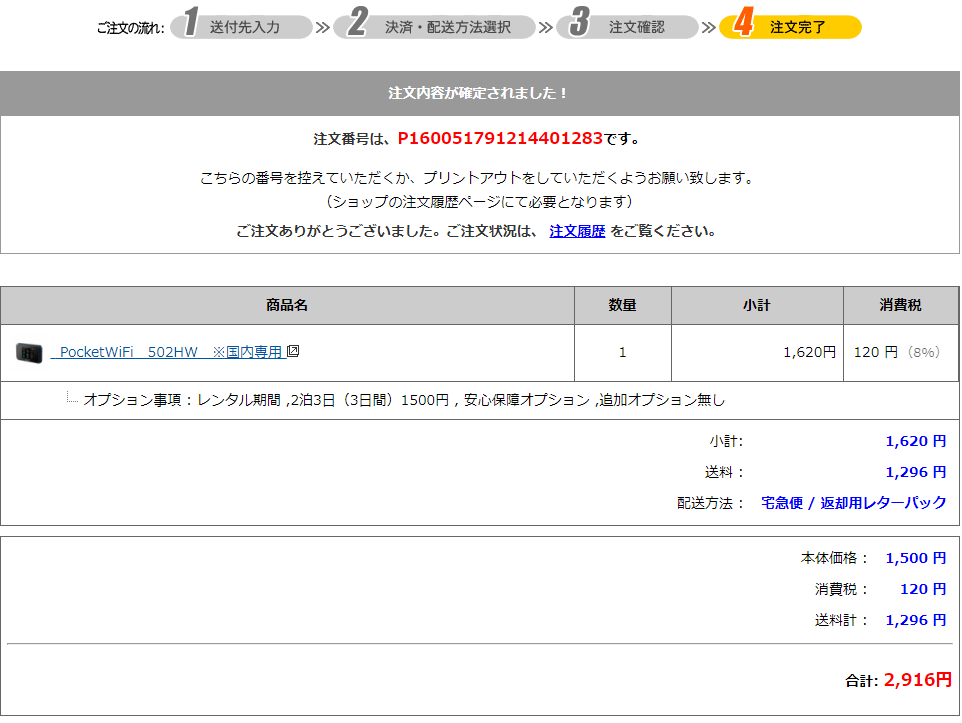 ご注文の流れ: 1 送付先入力 2 決済・配送方法選択 3 注文確認 4 注文完了
注文内容が確定されました！
注文番号は、P160051791214401283です。
こちらの番号を控えていただくか、プリントアウトをしていただくようお願い致します。
（ショップの注文履歴ページにて必要となります）
ご注文ありがとうございました。ご注文状況は、 注文履歴 をご覧ください。
商品名 数量 小計 消費税
PocketWiFi　502HW　※国内専用 1 1,620円 120 円（8%）
オプション事項 : レンタル期間 ,2泊3日（3日間）1500円 , 安心保障オプション ,追加オプション無し
小計: 1,620 円
送料 : 1,296 円
配送方法 : 宅急便 / 返却用レターパック
本体価格 : 1,500 円
消費税 : 120 円
送料計 : 1,296 円
合計: 2,916円